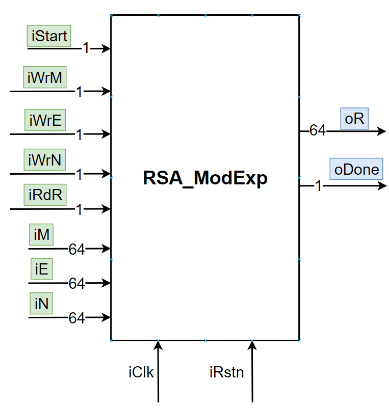 iStart
1
iWrM
1
iWrE
1
iWrN
1
iRdR
1
iM
64
iE
64
iN
64
RSA_ModExp
oR
64
oDone
1
iClk
iRstn